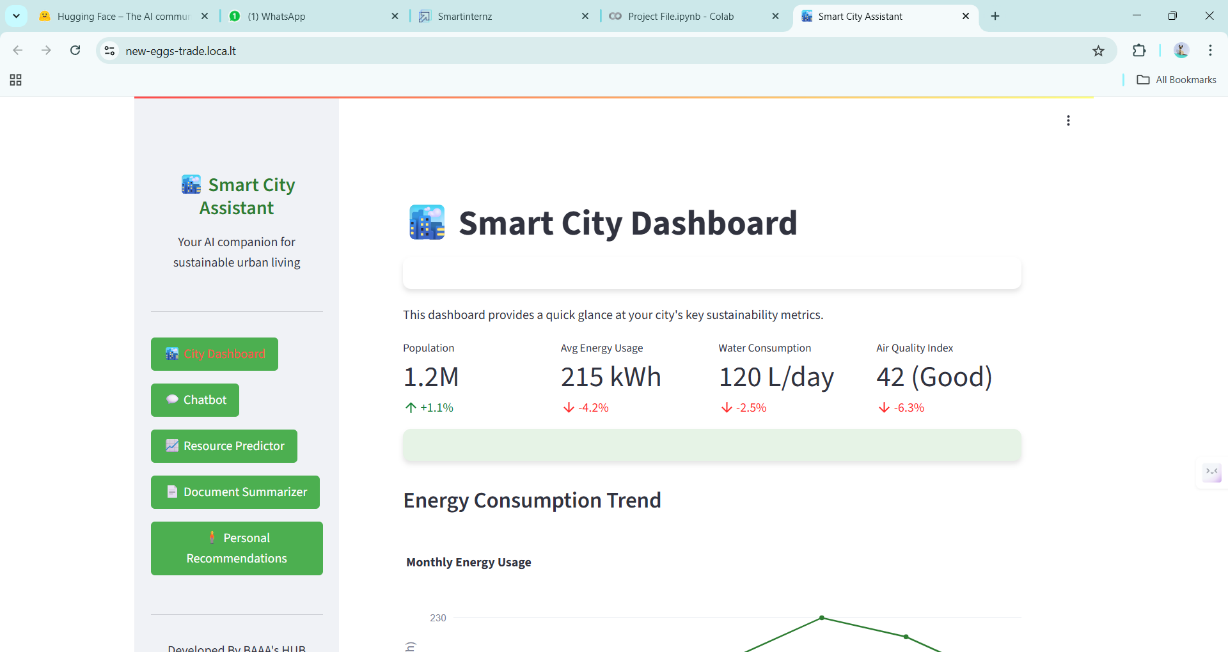 Hugging Face – The AI commu
(1) WhatsApp
Smartinternz
Project File.ipynb - Colab
Smart City Assistant
new-eggs-trade.loca.lt
All Bookmarks
Smart City
Assistant
Your AI companion for
sustainable urban living
City Dashboard
Chatbot
Resource Predictor
Document Summarizer
Personal
Recommendations
Developed By BAAA's HUB
Smart City Dashboard
This dashboard provides a quick glance at your city's key sustainability metrics.
Population
Avg Energy Usage
Water Consumption
Air Quality Index
1.2M
215 kWh
120 L/day
42 (Good)
+1.1%
-4.2%
-2.5%
-6.3%
Energy Consumption Trend
Monthly Energy Usage
230